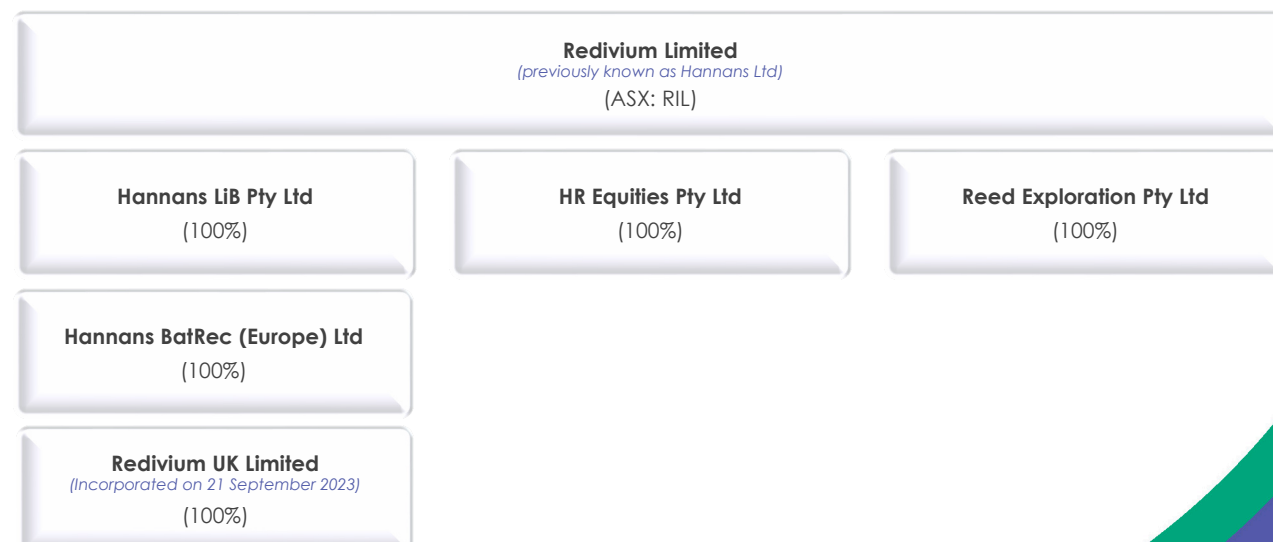 Redivium Limited
(previously known as Hannans Ltd)
(ASX: RIL)
Hannans LiB Pty Ltd
(100%)
HR Equities Pty Ltd
(100%)
Reed Exploration Pty Ltd
(100%)
Hannans BatRec (Europe) Ltd
(100%)
Redivium UK Limited
(Incorporated on 21 September 2023)
(100%)